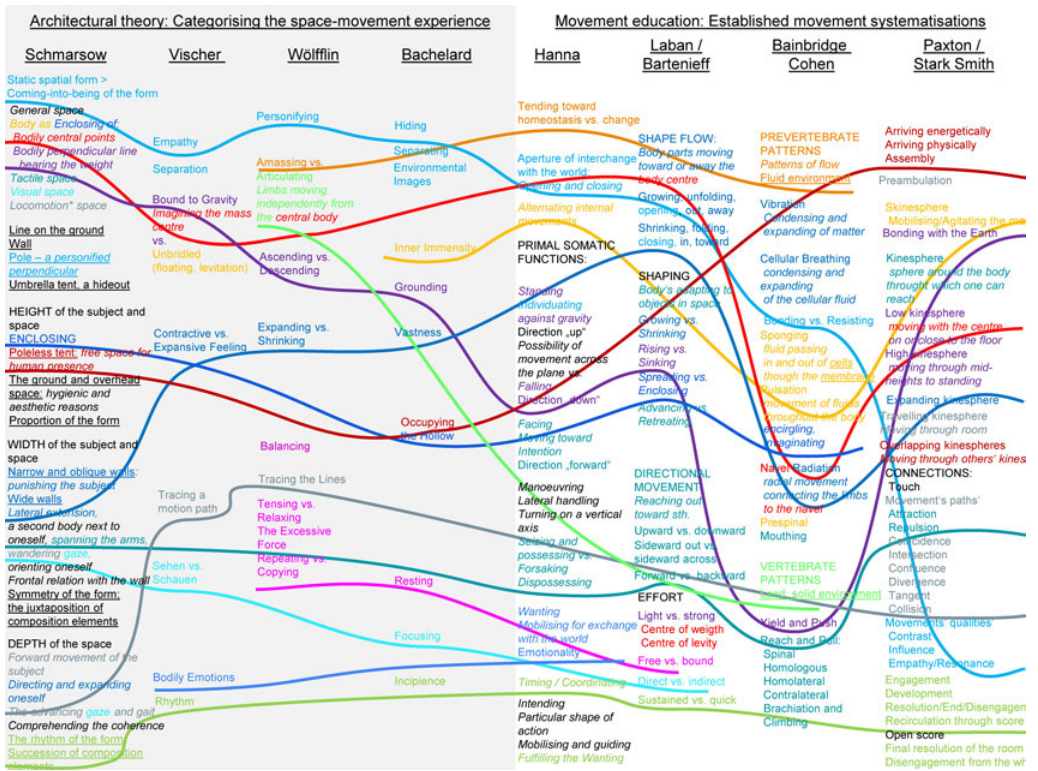 Architectural theory: Categorising the space-movement experience
Movement education: Established movement systematisations
Schmarsow
Vischer
Wölfflin
Bachelard
Hanna
Laban /
Bartenieff
Bainbridge
Cohen
Paxton /
Stark Smith
Static spatial form >
Coming-into-being of the form
General space
Body as Enclosing of:
Bodily central points
Bodily perpendicular line
bearing the weight
Tactile space
Visual space
Locomotion* space
Line on the ground
Wall
Pole – a personified
perpendicular
Umbrella tent, a hideout
HEIGHT of the subject and
space
ENCLOSING
Poleless tent: free space for
human presence
The ground and overhead
space: hygienic and
aesthetic reasons
Proportion of the form
WIDTH of the subject and
space
Narrow and oblique walls:
punishing the subject
Wide walls
Lateral extension,
a second body next to
oneself, spanning the arms,
wandering gaze,
orienting oneself
Frontal relation with the wall
Symmetry of the form:
the juxtaposition of
composition elements
DEPTH of the space
Forward movement of the
subject
Directing and expanding
oneself
The advancing gaze and gait
Comprehending the coherence
The rhythm of the form
Succession of composition
elements
Empathy
Separation
Bound to Gravity
Imagining the mass
centre
vs.
Unbridled
(floating, levitation)
Contractive vs.
Expansive Feeling
Tracing a
motion path
Sehen vs.
Schauen
Bodily Emotions
Rhythm
Personifying
Amassing vs.
Articulating
Limbs moving
independently from
the central body
Ascending vs.
Descending
Expanding vs.
Shrinking
Balancing
Tracing the Lines
Tensing vs.
Relaxing
The Excessive
Force
Repeating vs.
Copying
Hiding
Separating
Environmental
Images
Inner Immensity
Grounding
Vastness
Occupying
the Hollow
Resting
Focusing
Incipience
Tending toward
homeostasis vs. change
Aperture of interchange
with the world:
Opening and closing
Alternating internal
movements
PRIMAL SOMATIC
FUNCTIONS:
Standing
Individuating
against gravity
Direction „up“
Possibility of
movement across
the plane vs.
Falling
Direction „down“
Facing
Moving toward
Intention
Direction „forward“
Manoeuvring
Lateral handling
Turning on a vertical
axis
Seizing and
possessing vs.
Forsaking
Dispossessing
Wanting
Mobilising for exchange
with the world
Emotionality
Timing / Coordinating
Intending
Particular shape of
action
Mobilising and guiding
Fulfilling the Wanting
SHAPE FLOW:
Body parts moving
toward or away the
body centre
Growing, unfolding,
opening, out, away
Shrinking, folding,
closing, in, toward
SHAPING
Body's adapting to
objects in space
Growing vs.
Shrinking
Rising vs.
Sinking
Spreading vs.
Enclosing
Advancing vs.
Retreating
DIRECTIONAL
MOVEMENT
Reaching out
toward sth.
Upward vs. downward
Sideward out vs.
sideward across
Forward vs. backward
EFFORT
Light vs. strong
Centre of weigth
Centre of levity
Free vs. bound
Direct vs. indirect
Sustained vs. quick
PREVERTEBRATE
PATTERNS
Patterns of flow
Fluid environment
Vibration
Condensing and
expanding of matter
Cellular Breathing
condensing and
expanding
of the cellular fluid
Bonding vs. Resisting
Sponging
fluid passing
in and out of cells
though the membrane
Pulsation
movement of fluids
throughout the body
encirgling,
imaginating
Navel Radiation
radial movement
connecting the limbs
to the navel
Prespinal
Mouthing
VERTEBRATE
PATTERNS
Land: solid environment
Yield and Push
Reach and Pull:
Spinal
Homologous
Homolateral
Contralateral
Brachiation and
Climbing
Arriving energetically
Arriving physically
Assembly
Preambulation
Skinesphere
Mobilising/Agitating the
Bonding with the Earth
Kinesphere
sphere around the body
throught which one can
reach
Low kinesphere
moving with the centre
on or close to the floor
High kinesphere
moving through mid-
heights to standing
Expanding kinesphere
Travelling kinesphere
Moving through room
Overlapping kinespheres
Moving through others'
CONNECTIONS:
Touch
Movement's paths'
Attraction
Repulsion
Coincidence
Intersection
Confluence
Divergence
Tangent
Collision
Movements' qualities
Contrast
Influence
Empathy/Resonance
Engagement
Development
Resolution/End/Disengagem
Recirculation through score
Open score
Final resolution of the room
Disengagement from the